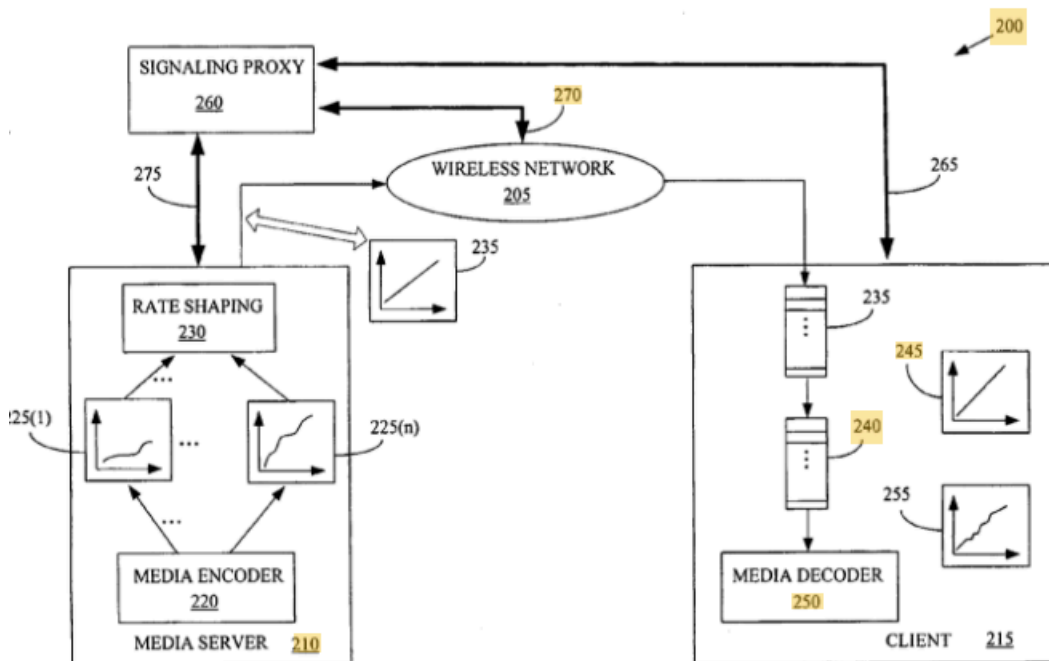 200
SIGNALING PROXY
260
270
WIRELESS NETWORK
205
275
265
235
RATE SHAPING
230
235
245
225(1)
...
...
225(n)
240
255
...
MEDIA ENCODER
220
MEDIA DECODER
250
MEDIA SERVER 210
CLIENT 215